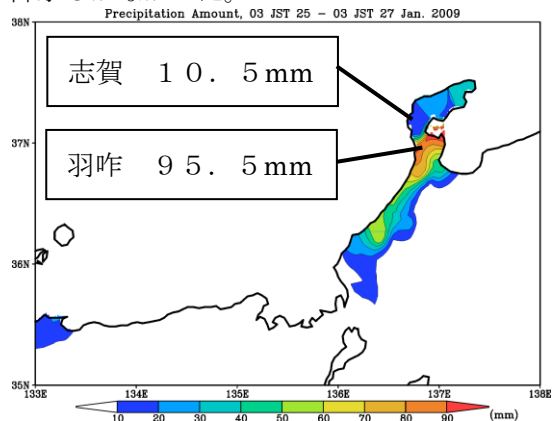 Precipitation Amount, 03 JST 25 − 03 JST 27 Jan. 2009
38N
志賀　１０．５mm
37N
羽咋　９５．５mm
36N
35N
133E 134E 135E 136E 137E 138E
10 20 30 40 50 60 70 80 90 (mm)